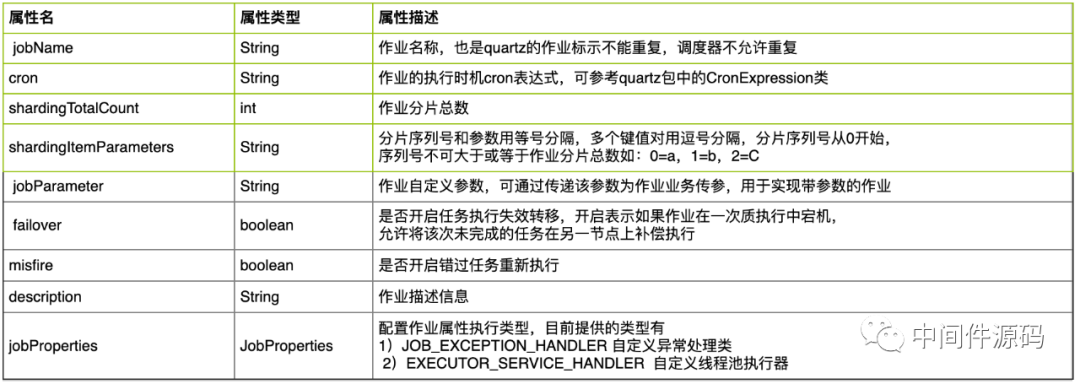 属性名 属性类型 属性描述
jobName String 作业名称，也是quartz的作业标示不能重复，调度器不允许重复
cron String 作业的执行时机cron表达式，可参考quartz包中的CronExpression类
shardingTotalCount int 作业分片总数
shardingItemParameters String 分片序列号和参数用等号分隔，多个键值对用逗号分隔，分片序列号从0开始，
序列号不可大于或等于作业分片总数如：0=a，1=b，2=C
jobParameter String 作业自定义参数，可通过传递该参数为作业业务传参，用于实现带参数的作业
failover boolean 是否开启任务执行失效转移，开启表示如果作业在一次质执行中宕机，
允许将该次未完成的任务在另一节点上补偿执行
misfire boolean 是否开启错过任务重新执行
description String 作业描述信息
jobProperties JobProperties 配置作业属性执行类型，目前提供的类型有
1）JOB_EXCEPTION_HANDLER 自定义异常处理类
2）EXECUTOR_SERVICE_HANDLER 自定义线程池执行器
中间件源码